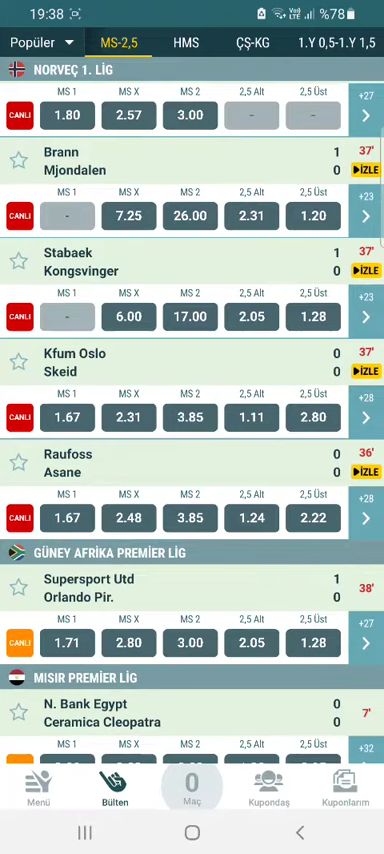 19:38 VoB LTE %78
Popüler MS-2,5 HMS ÇŞ-KG 1.Y 0,5-1.Y 1,5
NORVEÇ 1. LİG
MS 1 MS X MS 2 2,5 Alt 2,5 Üst +27
CANLI 1.80 2.57 3.00 - -
Brann 1 37'
Mjondalen 0 İZLE
MS 1 MS X MS 2 2,5 Alt 2,5 Üst +23
CANLI - 7.25 26.00 2.31 1.20
Stabaek 1 37'
Kongsvinger 0 İZLE
MS 1 MS X MS 2 2,5 Alt 2,5 Üst +23
CANLI - 6.00 17.00 2.05 1.28
Kfum Oslo 0 37'
Skeid 0 İZLE
MS 1 MS X MS 2 2,5 Alt 2,5 Üst +28
CANLI 1.67 2.31 3.85 1.11 2.80
Raufoss 0 36'
Asane 0 İZLE
MS 1 MS X MS 2 2,5 Alt 2,5 Üst +28
CANLI 1.67 2.48 3.85 1.24 2.22
GÜNEY AFRİKA PREMİER LİG
Supersport Utd 1 38'
Orlando Pir. 0
MS 1 MS X MS 2 2,5 Alt 2,5 Üst +27
CANLI 1.71 2.80 3.00 2.05 1.28
MISIR PREMİER LİG
N. Bank Egypt 0 7'
Ceramica Cleopatra 0
MS 1 MS X MS 2 2,5 Alt 2,5 Üst +32
Menü Bülten 0 Maç Kupondaş Kuponlarım